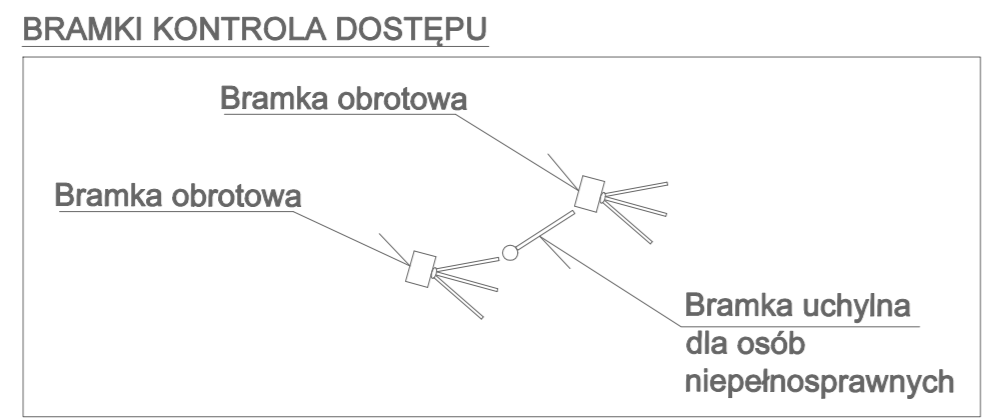 BRAMKI KONTROLA DOSTĘPU
Bramka obrotowa
Bramka obrotowa
Bramka uchylna
dla osób
niepełnosprawnych